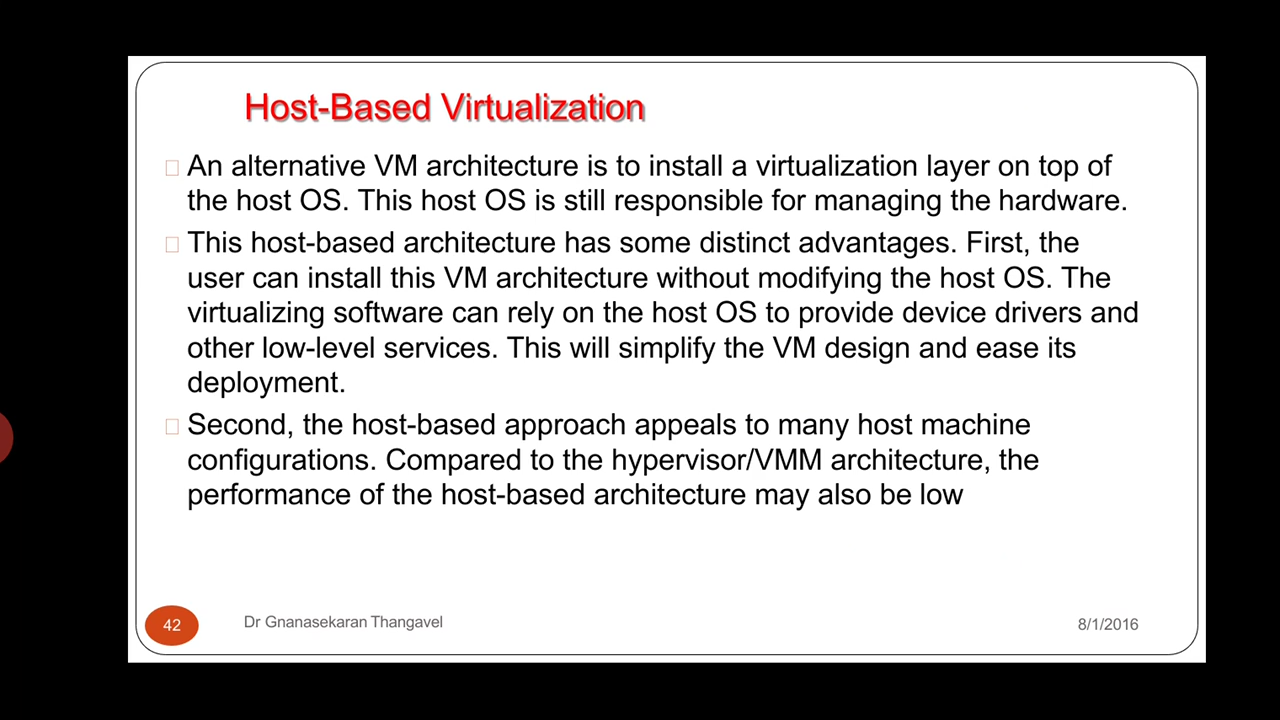 Host-Based Virtualization
An alternative VM architecture is to install a virtualization layer on top of
the host OS. This host OS is still responsible for managing the hardware.
This host-based architecture has some distinct advantages. First, the
user can install this VM architecture without modifying the host OS. The
virtualizing software can rely on the host OS to provide device drivers and
other low-level services. This will simplify the VM design and ease its
deployment.
Second, the host-based approach appeals to many host machine
configurations. Compared to the hypervisor/VMM architecture, the
performance of the host-based architecture may also be low
42
Dr Gnanasekaran Thangavel
8/1/2016